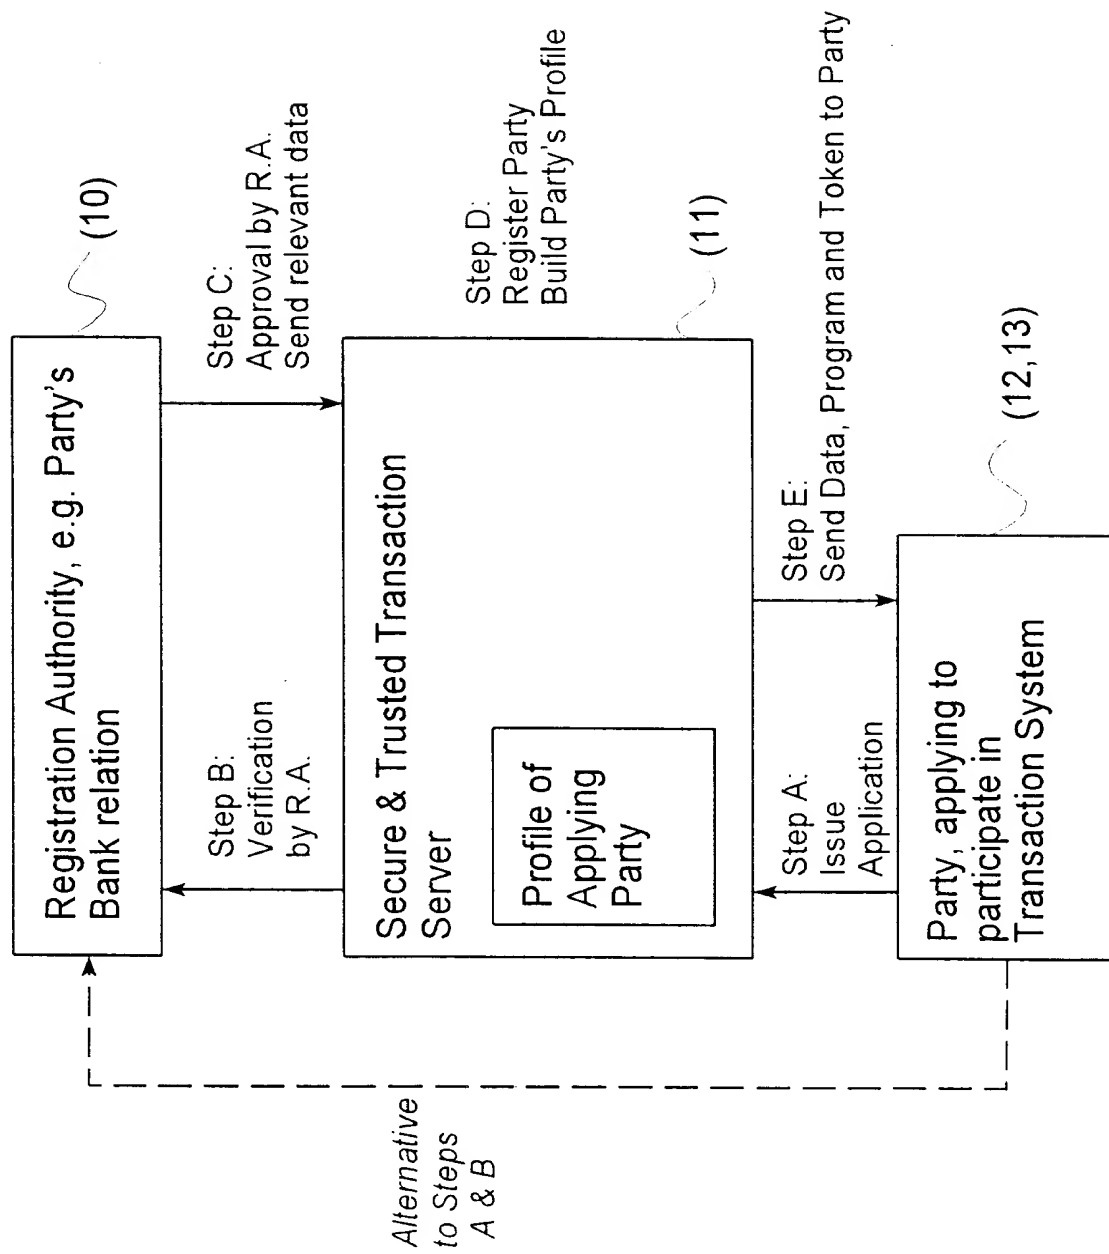 Registration Authority, e.g. Party's
Bank relation
(10)
Step B:
Verification
by R.A.
Step C:
Approval by R.A.
Send relevant data
Secure & Trusted Transaction
Server
Profile of
Applying
Party
Step D:
Register Party
Build Party's Profile
(11)
Step A:
Issue
Application
Step E:
Send Data, Program and Token to Party
Party, applying to
participate in
Transaction System
(12,13)
Alternative
to Steps
A & B